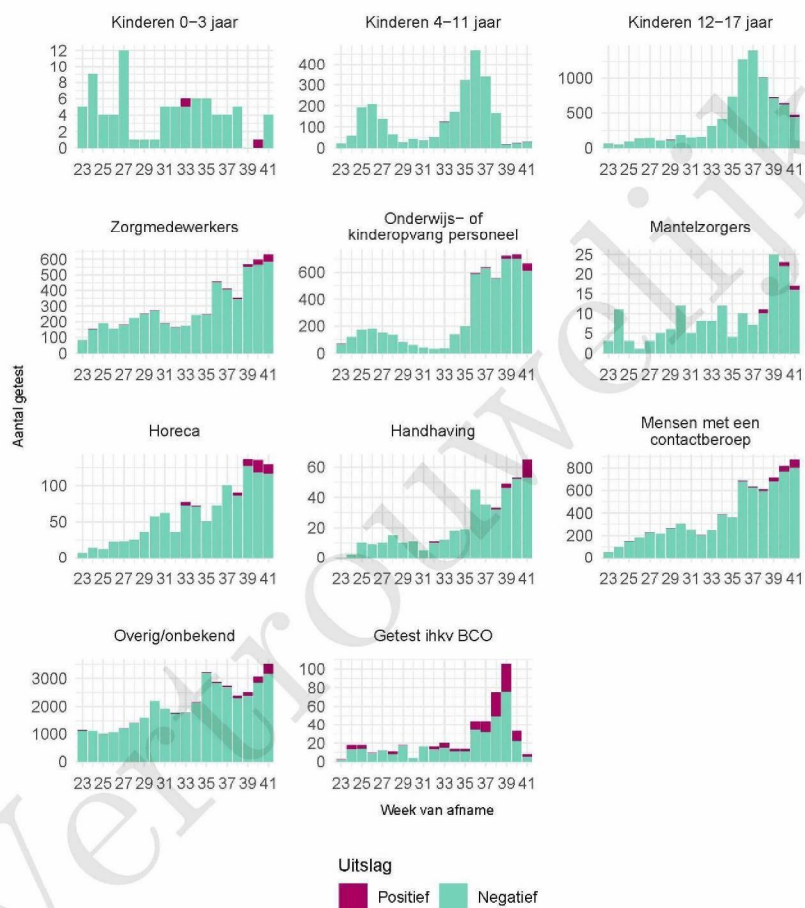 Kinderen 0−3 jaar
12
10
8
6
4
2
0
23 25 27 29 31 33 35 37 39 41
Kinderen 4−11 jaar
400
300
200
100
0
23 25 27 29 31 33 35 37 39 41
Kinderen 12−17 jaar
1000
500
0
23 25 27 29 31 33 35 37 39 41
Zorgmedewerkers
600
500
400
300
200
100
0
23 25 27 29 31 33 35 37 39 41
Onderwijs− of
kinderopvang personeel
600
400
200
0
23 25 27 29 31 33 35 37 39 41
Mantelzorgers
25
20
15
10
5
0
23 25 27 29 31 33 35 37 39 41
Aantal getest
Horeca
100
50
0
23 25 27 29 31 33 35 37 39 41
Handhaving
60
40
20
0
23 25 27 29 31 33 35 37 39 41
Mensen met een
contactberoep
800
600
400
200
0
23 25 27 29 31 33 35 37 39 41
Overig/onbekend
3000
2000
1000
0
23 25 27 29 31 33 35 37 39 41
Getest ihkv BCO
100
80
60
40
20
0
23 25 27 29 31 33 35 37 39 41
Week van afname
Uitslag
Positief
Negatief
Vertrouwelijk